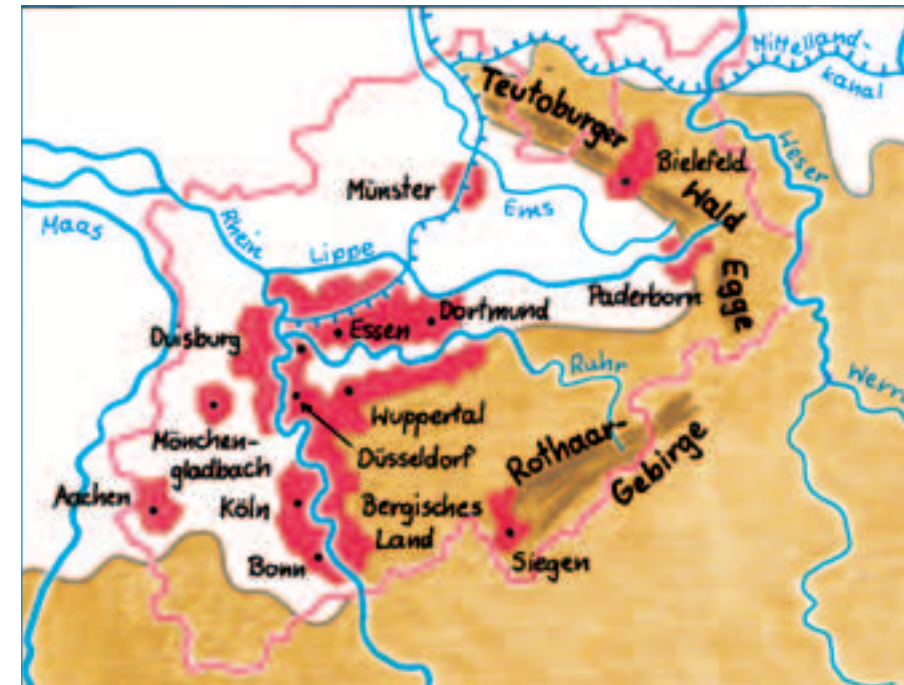 Mittelland-
kanal
Teutoburger
Wald
Bielefeld
Weser
Münster
Ems
Rhein
Maas
Lippe
Egge
Paderborn
Dortmund
Essen
Duisburg
Ruhr
Werra
Wuppertal
Düsseldorf
Mönchen-
gladbach
Rothaar-
Gebirge
Aachen
Köln
Bergisches
Land
Bonn
Siegen